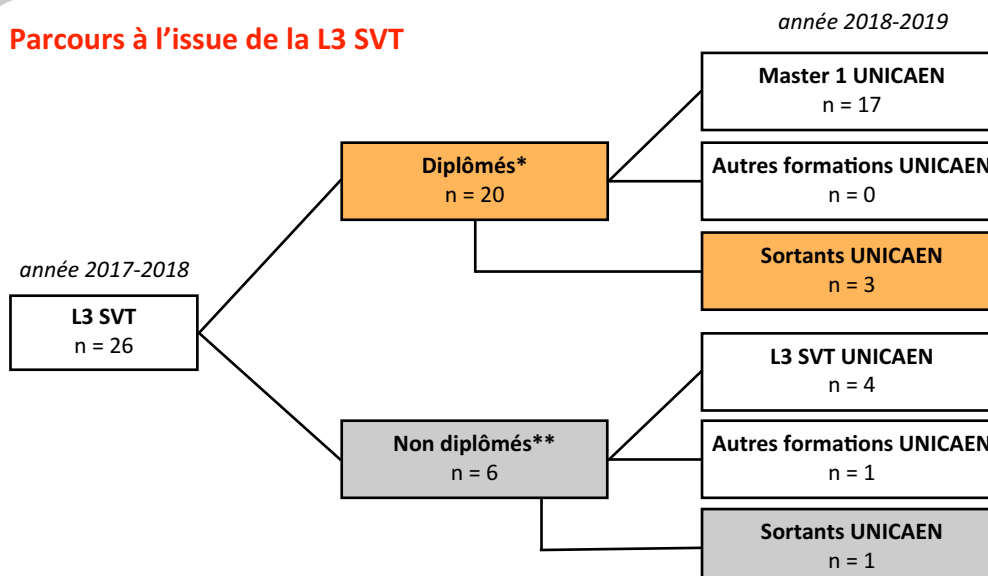 Parcours à l'issue de la L3 SVT
année 2018-2019
Master 1 UNICAEN
n = 17
Diplômés*
n = 20
Autres formations UNICAEN
n = 0
Sortants UNICAEN
n = 3
année 2017-2018
L3 SVT
n = 26
L3 SVT UNICAEN
n = 4
Non diplômés**
n = 6
Autres formations UNICAEN
n = 1
Sortants UNICAEN
n = 1